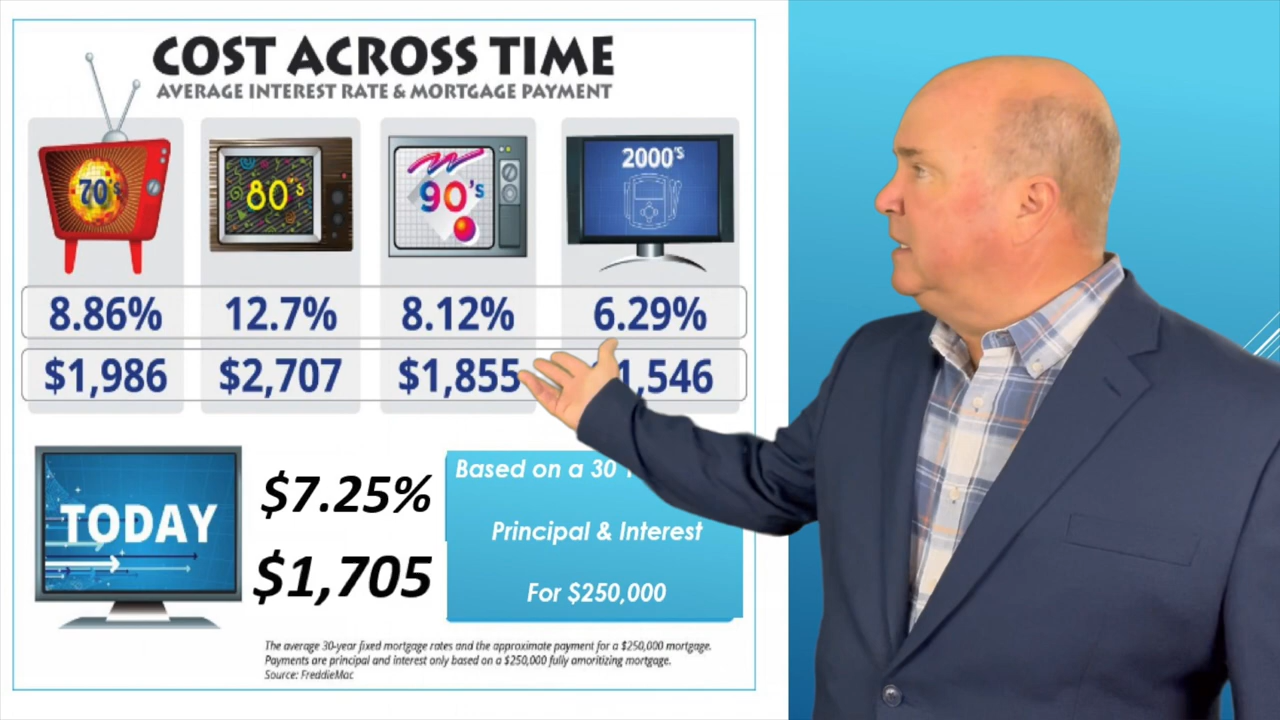 COST ACROSS TIME
AVERAGE INTEREST RATE & MORTGAGE PAYMENT
70's 80's 90's 2000's
8.86% 12.7% 8.12% 6.29%
$1,986 $2,707 $1,855 1,546
TODAY
$7.25%
$1,705
Based on a 30
Principal & Interest
For $250,000
The average 30-year fixed mortgage rates and the approximate payment for a $250,000 mortgage.
Payments are principal and interest only based on a $250,000 fully amoritizing mortgage.
Source: FreddieMac